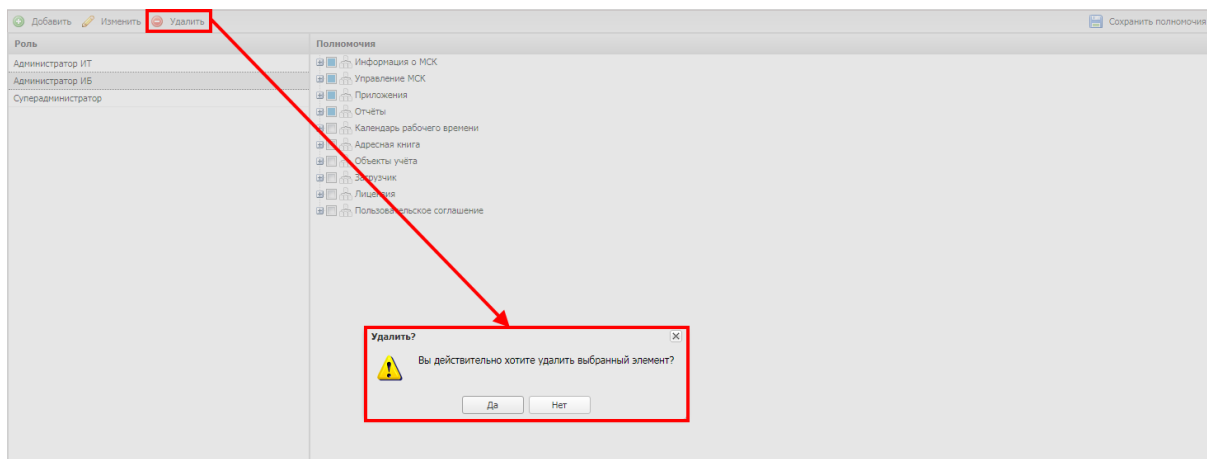 Добавить Изменить Удалить Сохранить полномочия
Роль Полномочия
Администратор ИТ
Администратор ИБ
Суперадминистратор
Информация о МСК
Управление МСК
Приложения
Отчёты
Календарь рабочего времени
Адресная книга
Объекты учёта
Загрузчик
Лицензия
Пользовательское соглашение
Удалить?
Вы действительно хотите удалить выбранный элемент?
Да Нет